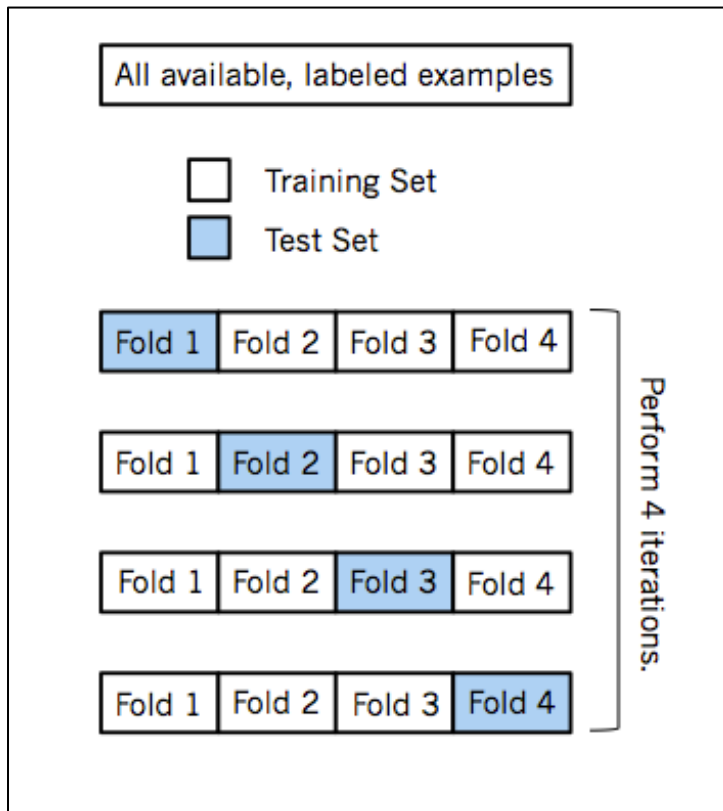 All available, labeled examples
Training Set
Test Set
Fold 1 Fold 2 Fold 3 Fold 4
Fold 1 Fold 2 Fold 3 Fold 4
Fold 1 Fold 2 Fold 3 Fold 4
Fold 1 Fold 2 Fold 3 Fold 4
Perform 4 iterations.